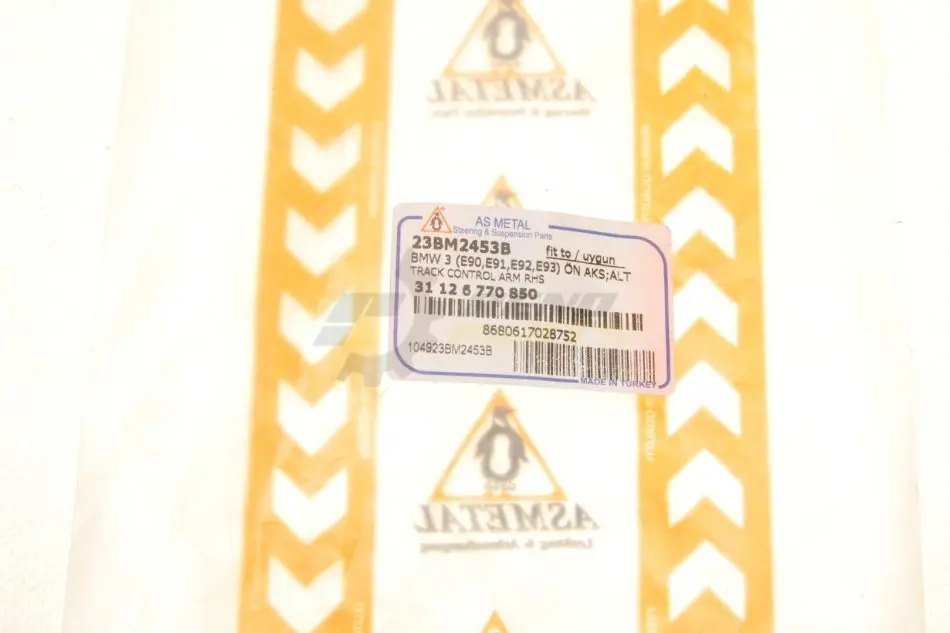 ASMETAL
AS METAL
Steering & Suspension Parts
23BM2453B
fit to / uygun
BMW 3 (E90,E91,E92,E93) ÖN AKS;ALT
TRACK CONTROL ARM RHS
31 12 6 770 850
8680617028752
104923BM2453B
MADE IN TORKEY
ASMETAL